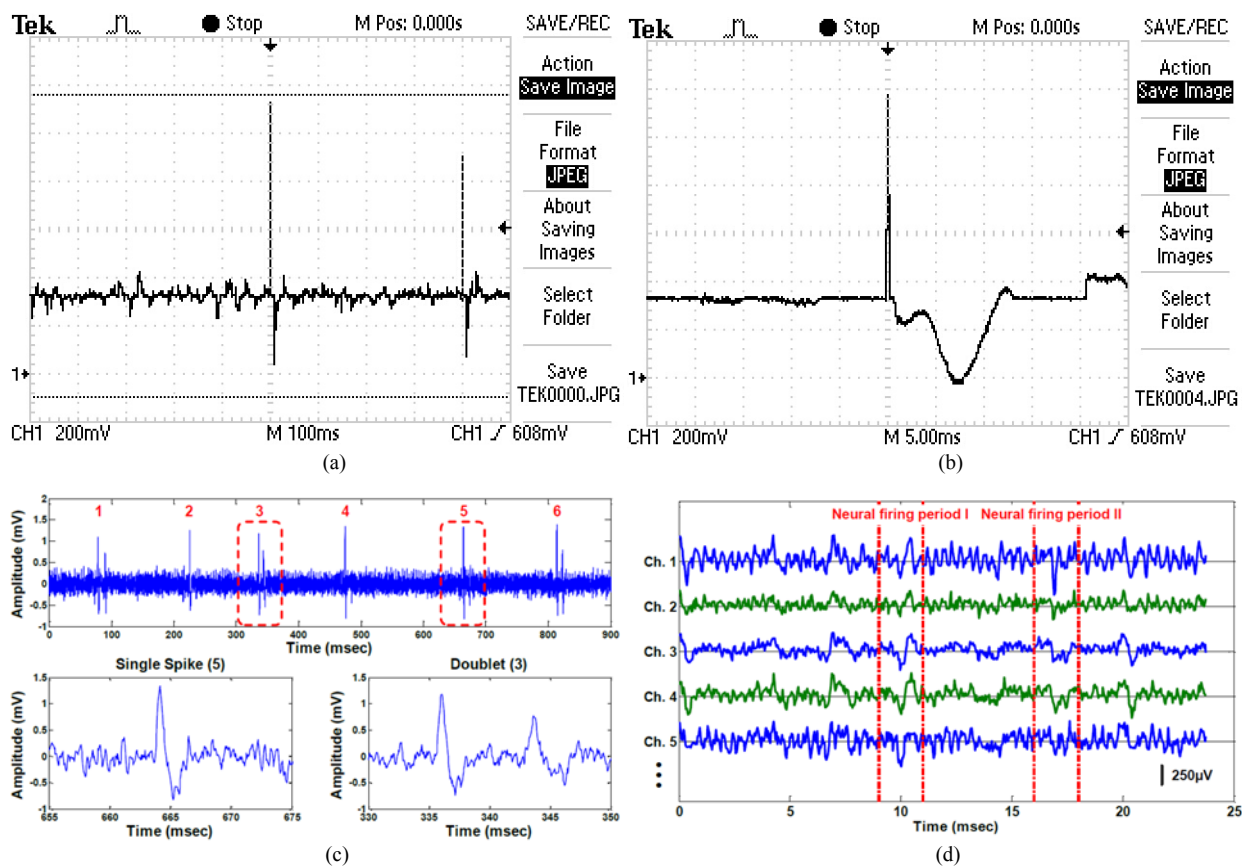 Tek Stop M Pos: 0.000s SAVE/REC
Action
Save Image
File
Format
JPEG
About
Saving
Images
Select
Folder
1 Save
TEK0000.JPG
CH1 200mV M 100ms CH1 608mV
(a)
Tek Stop M Pos: 0.000s SAVE/REC
Action
Save Image
File
Format
JPEG
About
Saving
Images
Select
Folder
1 Save
TEK0004.JPG
CH1 200mV M 5.00ms CH1 608mV
(b)
Amplitude (mV)
2
1.5
1
0.5
0
-0.5
-1
1 2 3 4 5 6
0 100 200 300 400 500 600 700 800 900
Time (msec)
Single Spike (5)
Amplitude (mV)
1.5
1
0.5
0
-0.5
-1
655 660 665 670 675
Time (msec)
Doublet (3)
Amplitude (mV)
1.5
1
0.5
0
-0.5
-1
330 335 340 345 350
Time (msec)
(c)
Neural firing period I Neural firing period II
Ch. 1
Ch. 2
Ch. 3
Ch. 4
Ch. 5
250μV
0 5 10 15 20 25
Time (msec)
(d)